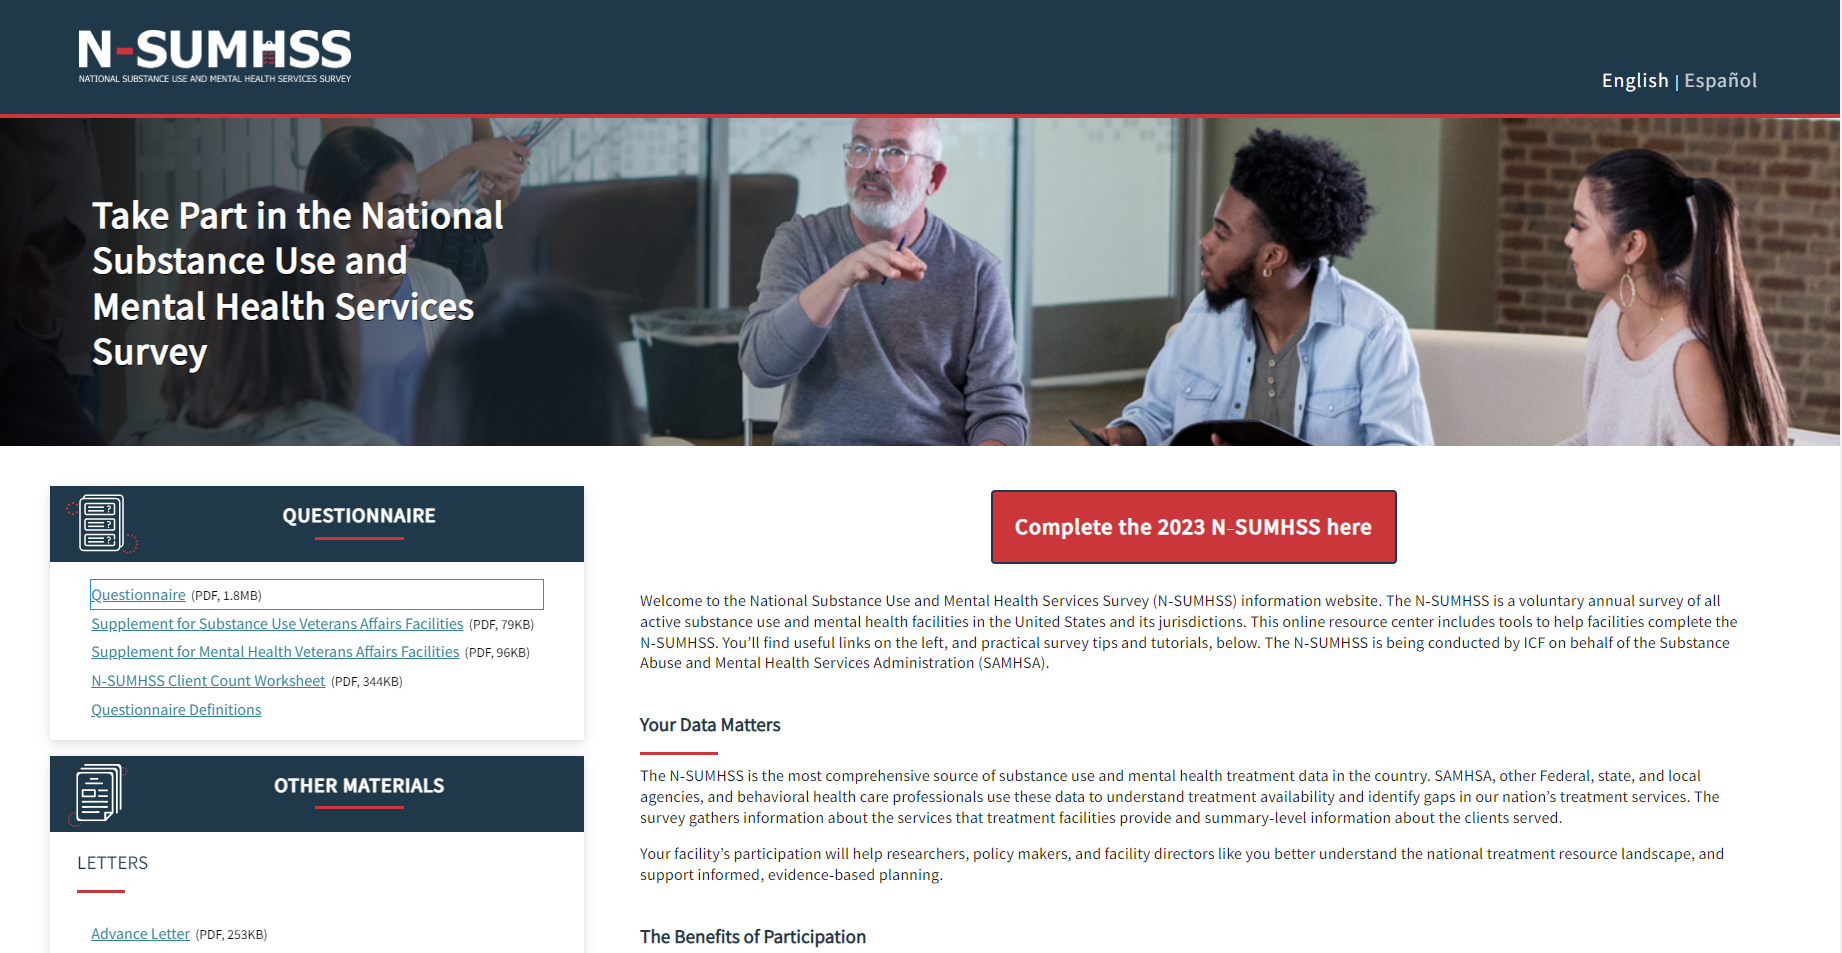 N-SUMHSS
NATIONAL SUBSTANCE USE AND MENTAL HEALTH SERVICES SURVEY
English | Español
Take Part in the National
Substance Use and
Mental Health Services
Survey
QUESTIONNAIRE
Questionnaire (PDF, 1.8MB)
Supplement for Substance Use Veterans Affairs Facilities (PDF, 79KB)
Supplement for Mental Health Veterans Affairs Facilities (PDF, 96KB)
N-SUMHSS Client Count Worksheet (PDF, 344KB)
Questionnaire Definitions
OTHER MATERIALS
LETTERS
Advance Letter (PDF, 253KB)
Complete the 2023 N-SUMHSS here
Welcome to the National Substance Use and Mental Health Services Survey (N-SUMHSS) information website. The N-SUMHSS is a voluntary annual survey of all
active substance use and mental health facilities in the United States and its jurisdictions. This online resource center includes tools to help facilities complete the
N-SUMHSS. You’ll find useful links on the left, and practical survey tips and tutorials, below. The N-SUMHSS is being conducted by ICF on behalf of the Substance
Abuse and Mental Health Services Administration (SAMHSA).
Your Data Matters
The N-SUMHSS is the most comprehensive source of substance use and mental health treatment data in the country. SAMHSA, other Federal, state, and local
agencies, and behavioral health care professionals use these data to understand treatment availability and identify gaps in our nation’s treatment services. The
survey gathers information about the services that treatment facilities provide and summary-level information about the clients served.
Your facility’s participation will help researchers, policy makers, and facility directors like you better understand the national treatment resource landscape, and
support informed, evidence-based planning.
The Benefits of Participation